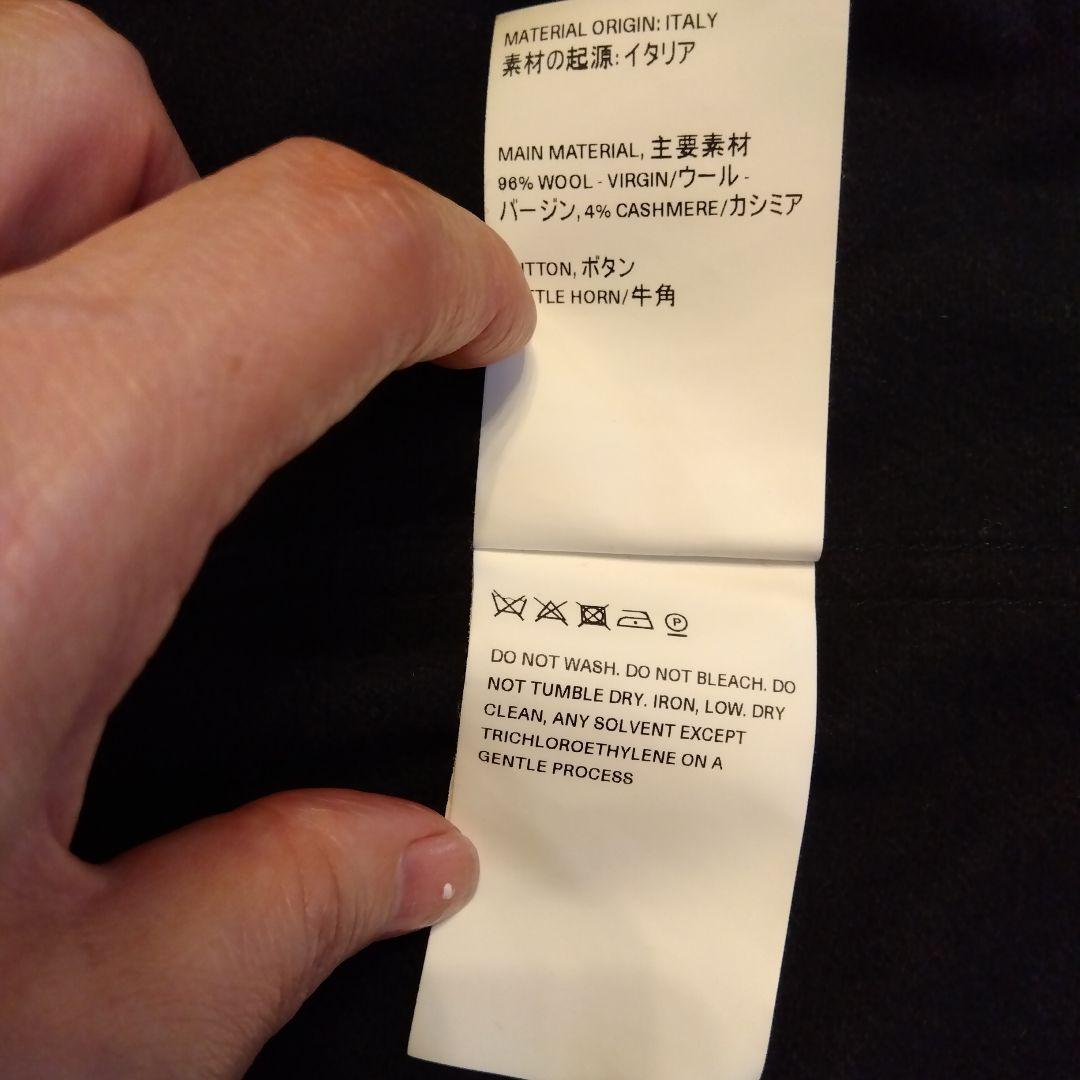 MATERIAL ORIGIN: ITALY
素材の起源: イタリア
MAIN MATERIAL, 主要素材
96% WOOL - VIRGIN/ウール -
バージン, 4% CASHMERE/カシミア
ボタン
HORN/牛角
P
DO NOT WASH. DO NOT BLEACH. DO
NOT TUMBLE DRY. IRON, LOW. DRY
CLEAN, ANY SOLVENT EXCEPT
TRICHLOROETHYLENE ON A
GENTLE PROCESS